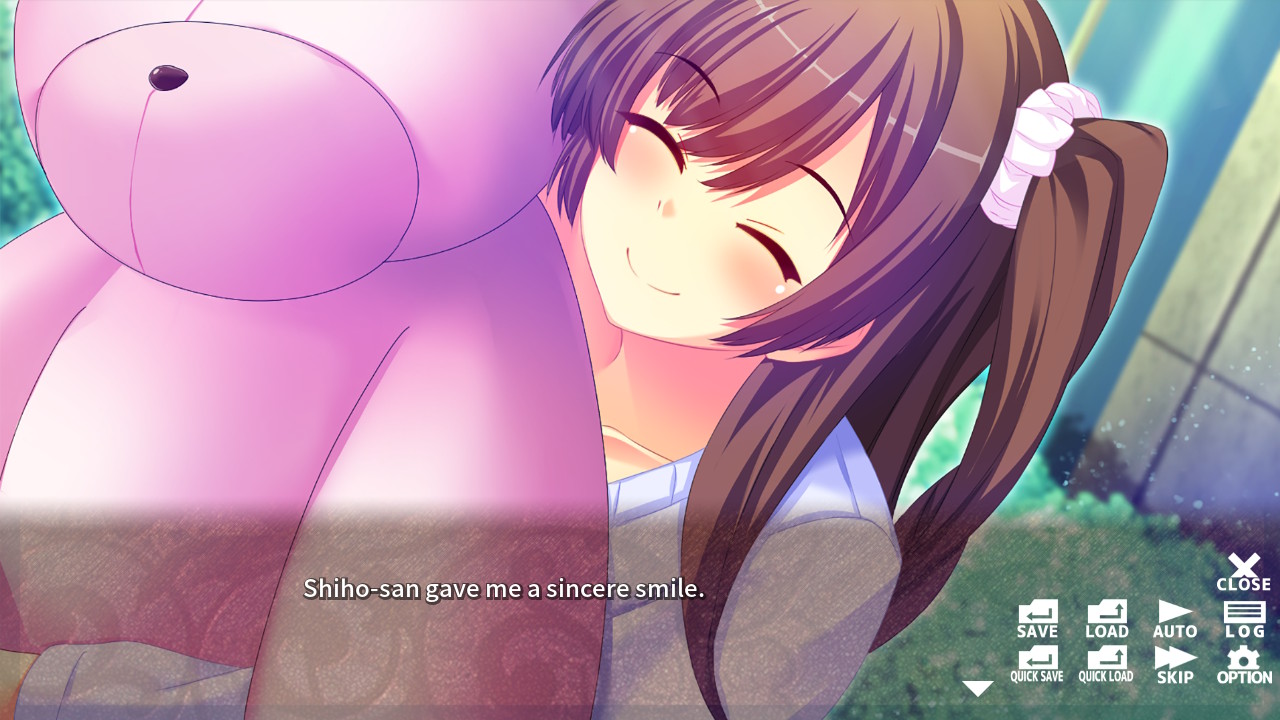 Shiho-san gave me a sincere smile.
CLOSE
SAVE
LOAD
AUTO
LOG
QUICK SAVE
QUICK LOAD
SKIP
OPTION